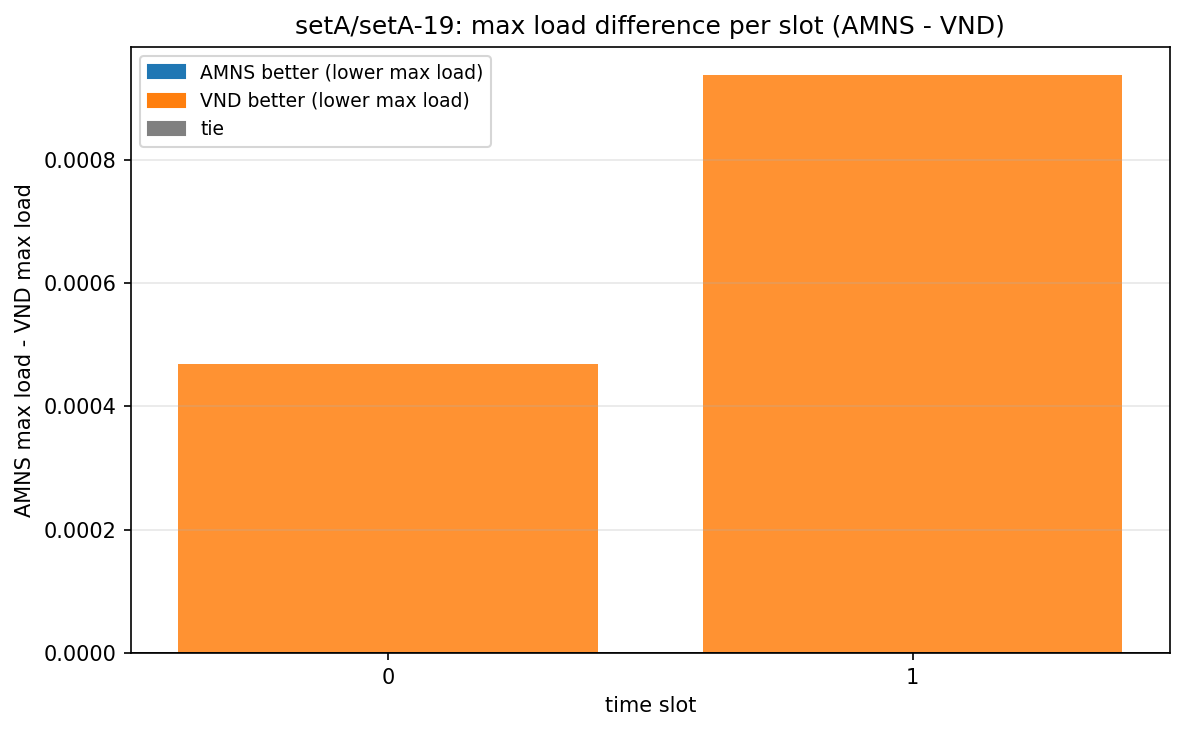 setA/setA-19: max load difference per slot (AMNS - VND)
AMNS better (lower max load)
VND better (lower max load)
tie
AMNS max load - VND max load
0.0008
0.0006
0.0004
0.0002
0.0000
0
1
time slot